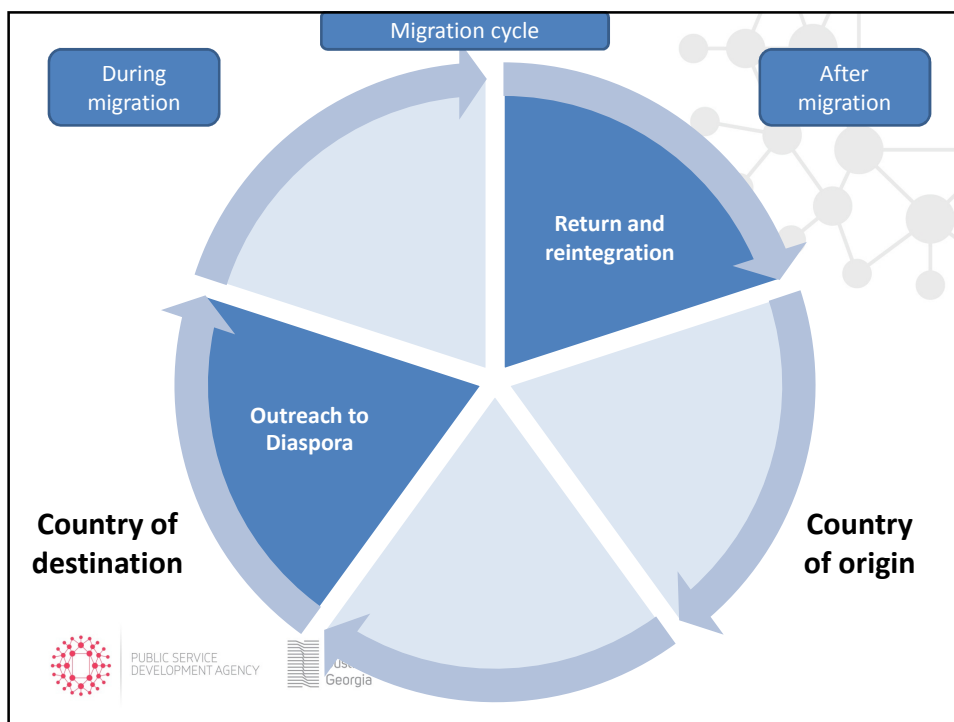 Migration cycle
During
migration
After
migration
Return and
reintegration
Outreach to
Diaspora
Country of
destination
Country
of origin
PUBLIC SERVICE
DEVELOPMENT AGENCY
Georgia